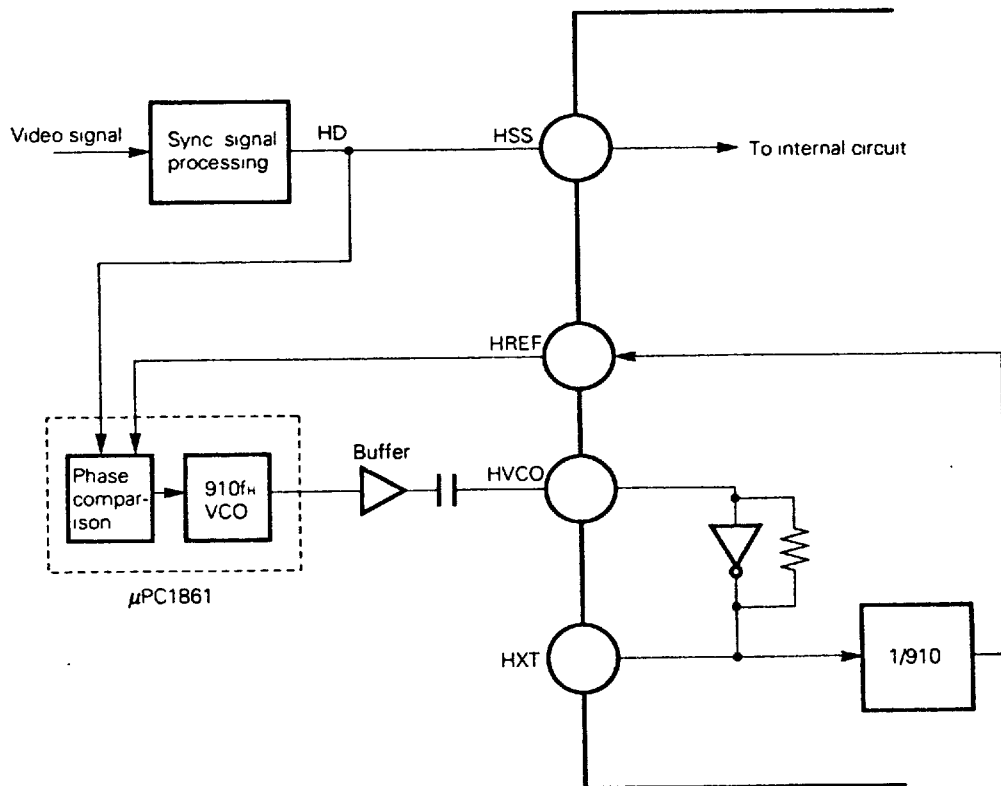 Video signal
Sync signal
processing
HD
HSS
To internal circuit
HREF
Phase
compar-
ison
910fH
VCO
Buffer
HVCO
μPC1861
HXT
1/910